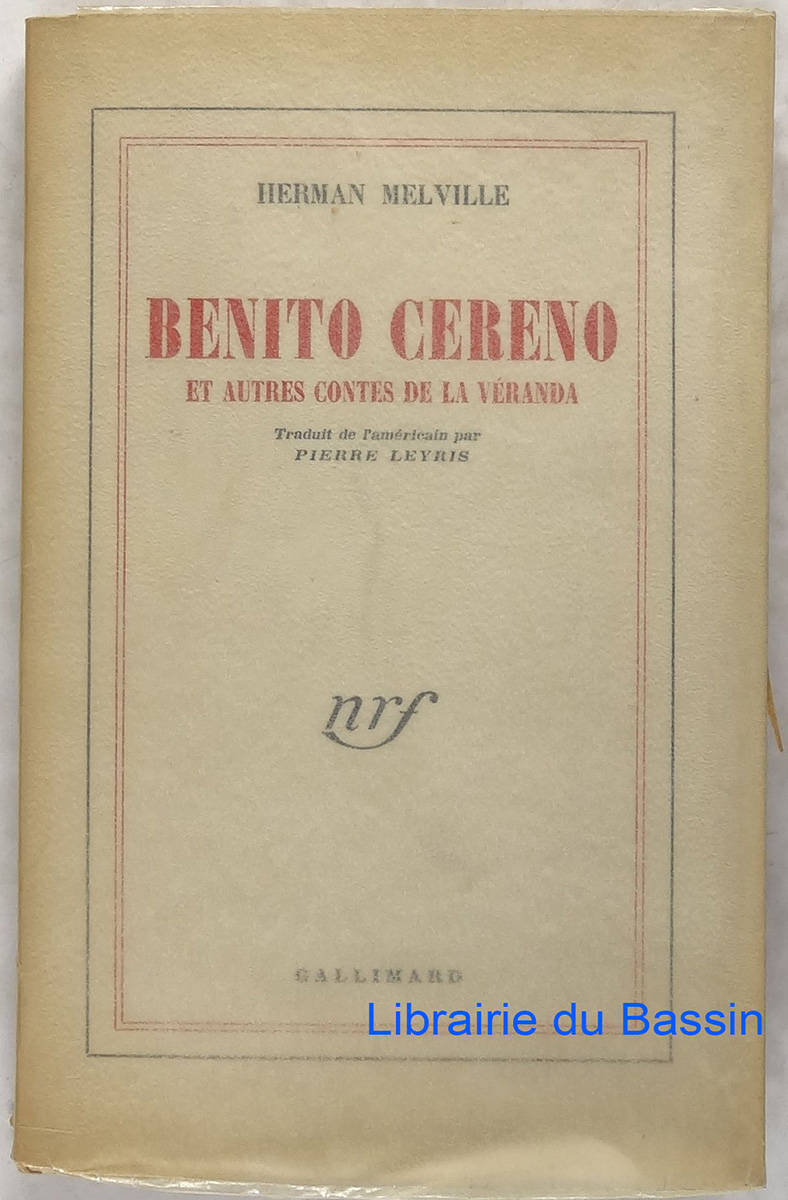 HERMAN MELVILLE
BENITO CERENO
ET AUTRES CONTES DE LA VÉRANDA
Traduit de l'américain par
PIERRE LEYRIS
nrf
GALLIMARD
Librairie du Bassin